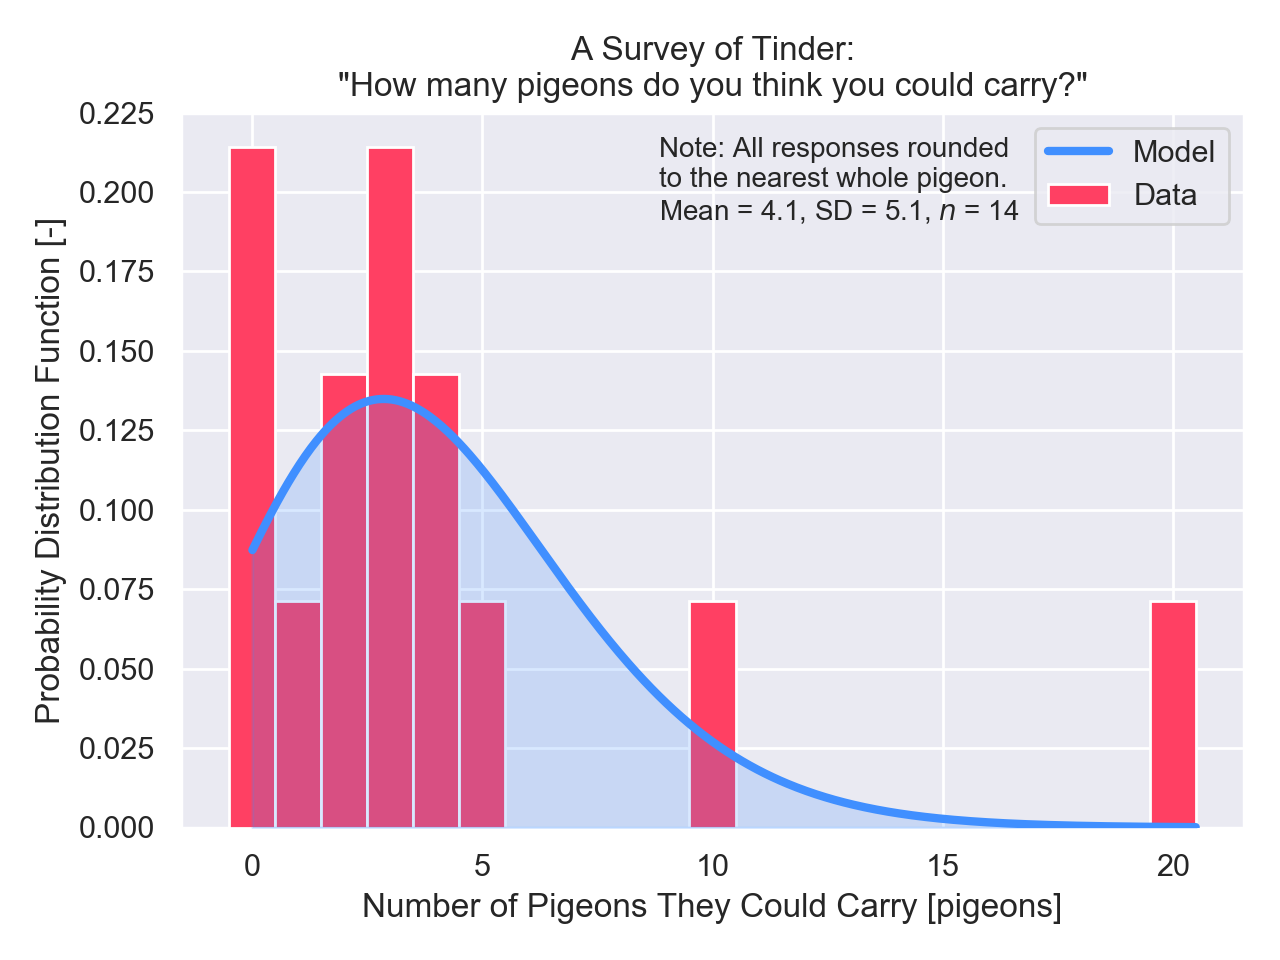 A Survey of Tinder:
"How many pigeons do you think you could carry?"
Note: All responses rounded
to the nearest whole pigeon.
Mean = 4.1, SD = 5.1, n = 14
Model
Data
Probability Distribution Function [-]
0.225
0.200
0.175
0.150
0.125
0.100
0.075
0.050
0.025
0.000
0 5 10 15 20
Number of Pigeons They Could Carry [pigeons]